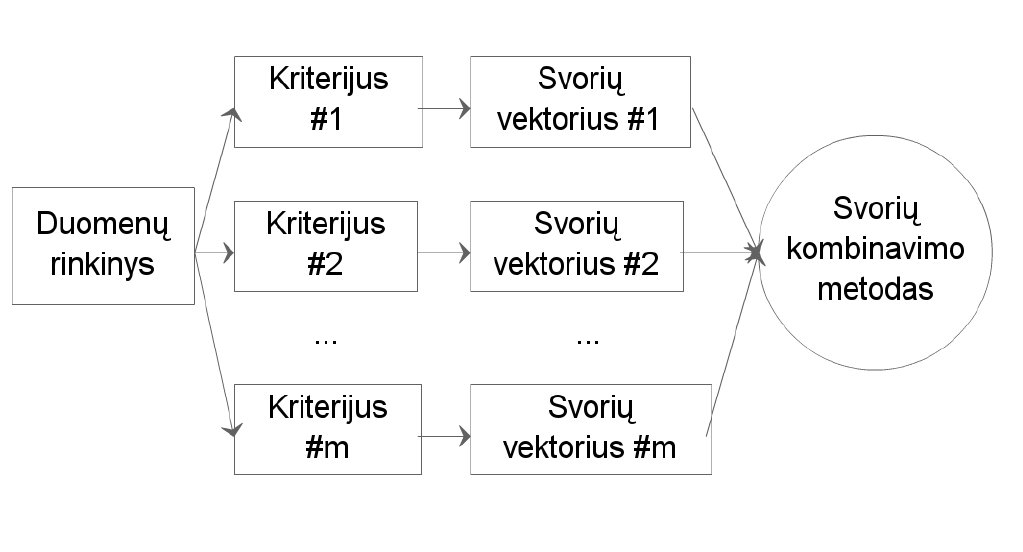 Duomenų
rinkinys
Kriterijus
#1
Svorių
vektorius #1
Kriterijus
#2
Svorių
vektorius #2
...
...
Kriterijus
#m
Svorių
vektorius #m
Svorių
kombinavimo
metodas